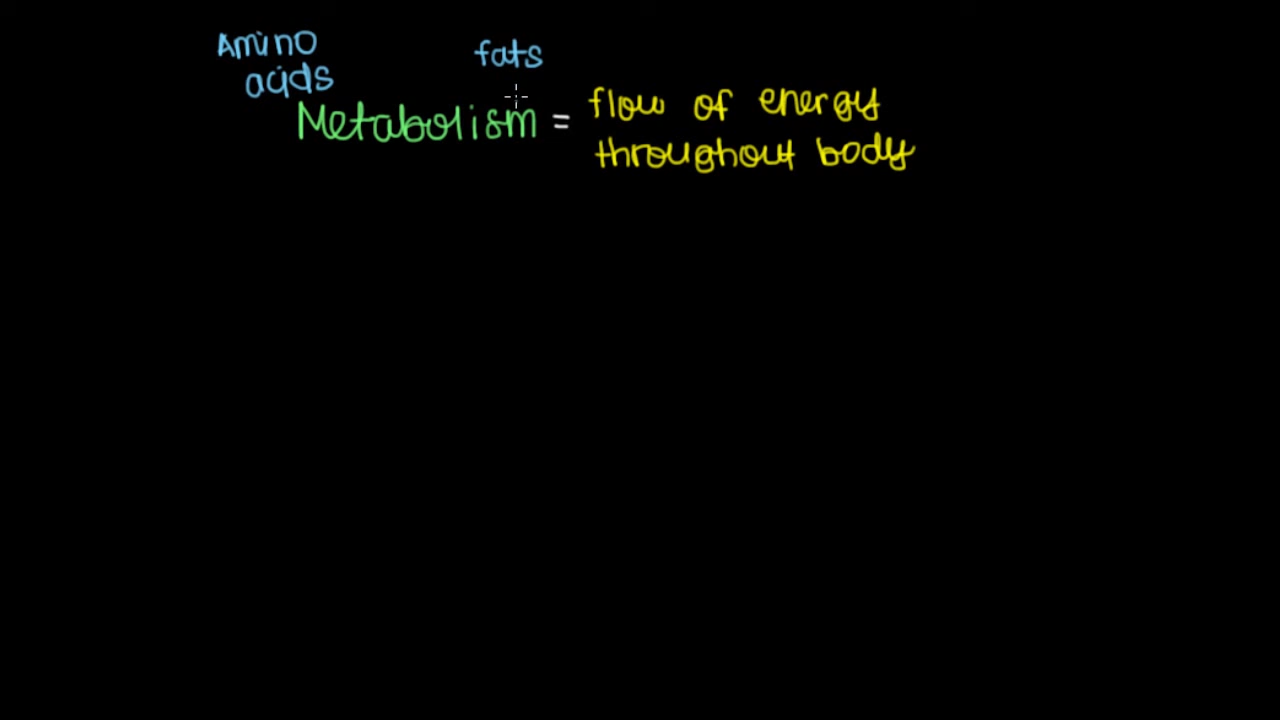 Amino
acids
fats
Metabolism =
flow of energy
throughout body